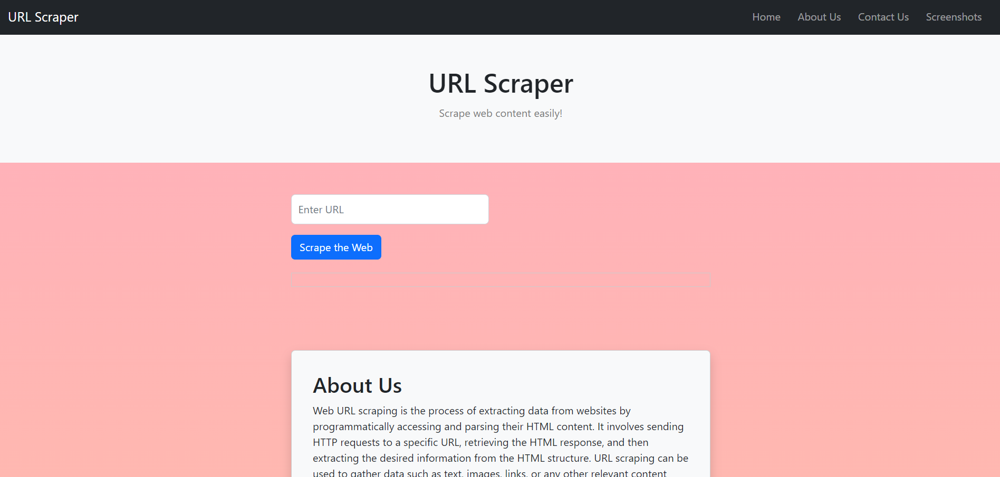 URL Scraper
Home About Us Contact Us Screenshots
URL Scraper
Scrape web content easily!
Enter URL
Scrape the Web
About Us
Web URL scraping is the process of extracting data from websites by
programmatically accessing and parsing their HTML content. It involves sending
HTTP requests to a specific URL, retrieving the HTML response, and then
extracting the desired information from the HTML structure. URL scraping can be
used to gather data such as text, images, links, or any other relevant content